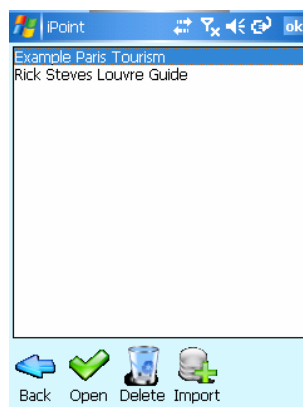 iPoint ok
Example Paris Tourism
Rick Steves Louvre Guide
Back Open Delete Import